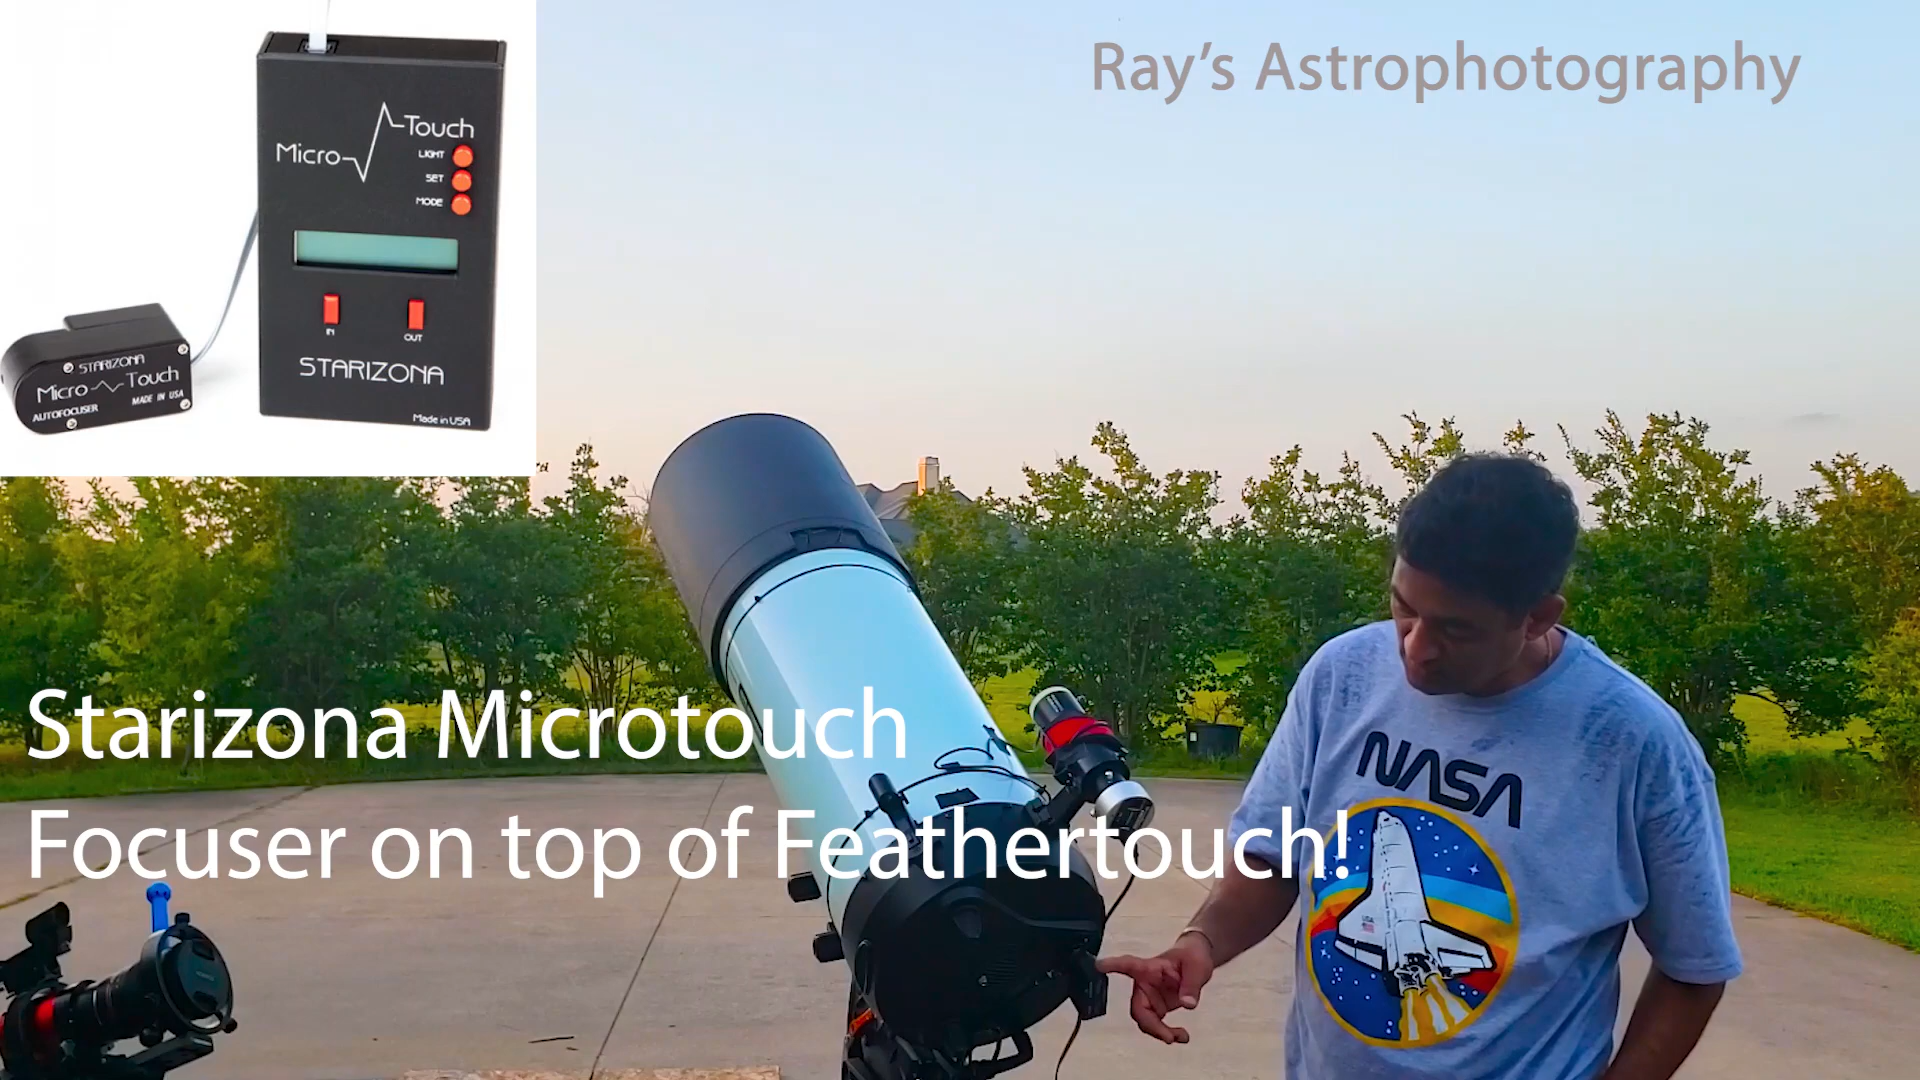 Ray's Astrophotography
Micro Touch
LIGHT
SET
MODE
IN
OUT
STARIZONA
Made in USA
STARIZONA
Micro Touch
AUTOFOCUSER
MADE IN USA
Starizona Microtouch
Focuser on top of Feathertouch!
NASA
USA